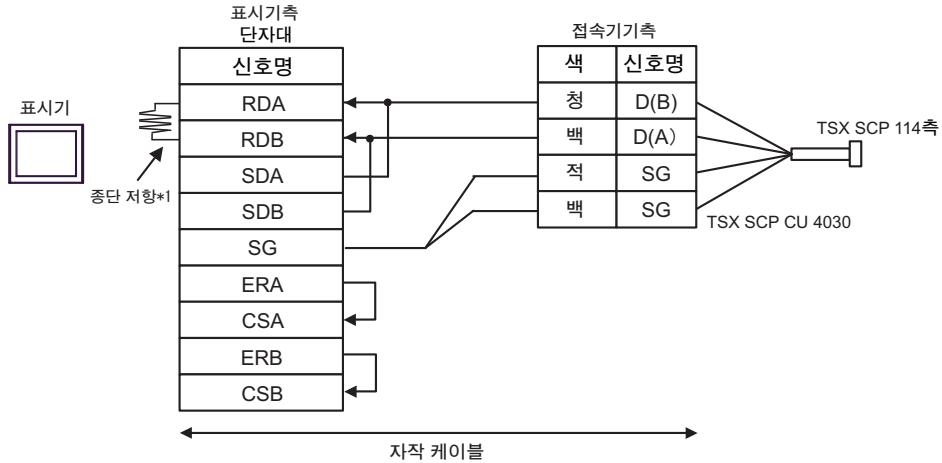 표시기측
단자대
신호명
RDA
RDB
SDA
SDB
SG
ERA
CSA
ERB
CSB
표시기
종단 저항*1
접속기기측
색 신호명
청 D(B)
백 D(A)
적 SG
백 SG
TSX SCP 114측
TSX SCP CU 4030
자작 케이블